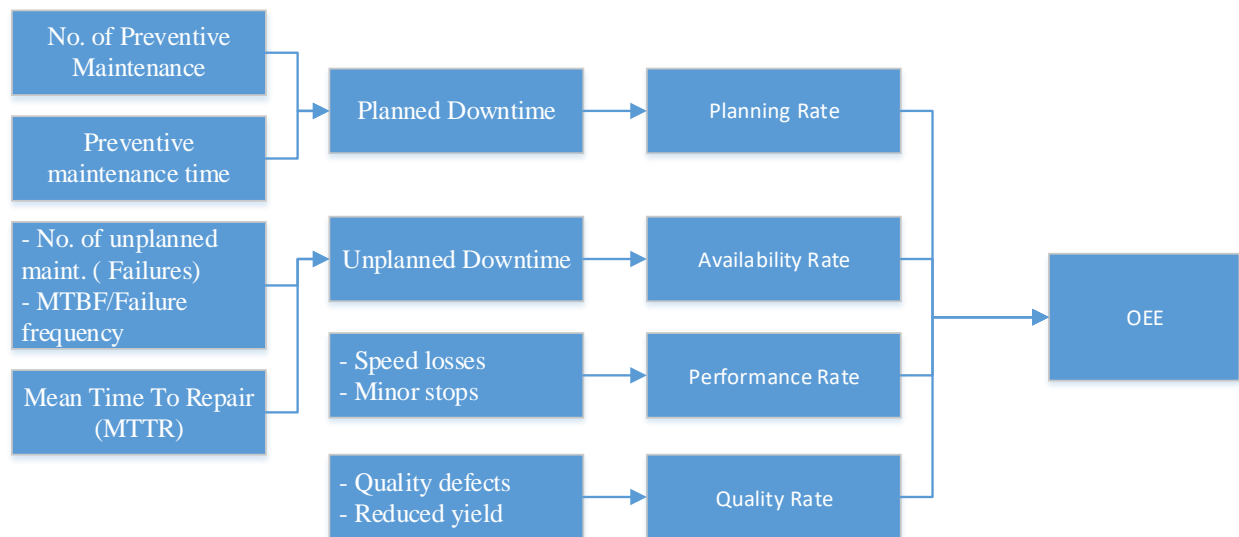 No. of Preventive
Maintenance
Preventive
maintenance time
- No. of unplanned
maint. ( Failures)
- MTBF/Failure
frequency
Mean Time To Repair
(MTTR)
Planned Downtime
Unplanned Downtime
- Speed losses
- Minor stops
- Quality defects
- Reduced yield
Planning Rate
Availability Rate
Performance Rate
Quality Rate
OEE